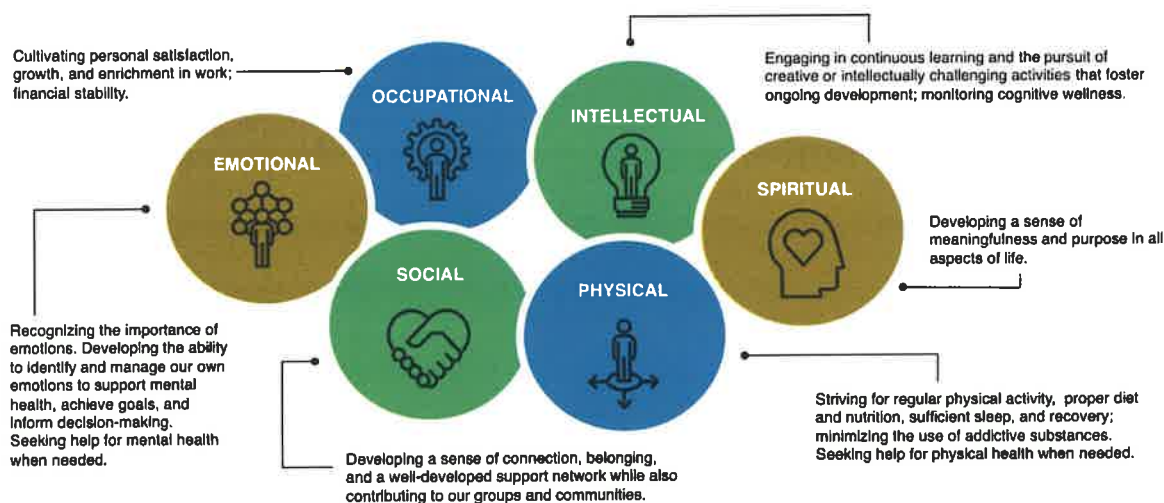 Cultivating personal satisfaction,
growth, and enrichment in work;
financial stability.
OCCUPATIONAL
Engaging in continuous learning and the pursuit of
creative or intellectually challenging activities that foster
ongoing development; monitoring cognitive wellness.
INTELLECTUAL
EMOTIONAL
SPIRITUAL
Developing a sense of
meaningfulness and purpose in all
aspects of life.
SOCIAL
PHYSICAL
Recognizing the importance of
emotions. Developing the ability
to identify and manage our own
emotions to support mental
health, achieve goals, and
inform decision-making.
Seeking help for mental health
when needed.
Developing a sense of connection, belonging,
and a well-developed support network while also
contributing to our groups and communities.
Striving for regular physical activity, proper diet
and nutrition, sufficient sleep, and recovery;
minimizing the use of addictive substances.
Seeking help for physical health when needed.